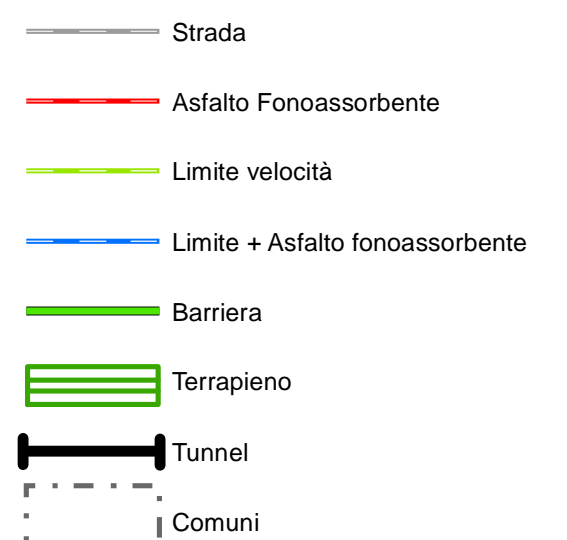 Strada
Asfalto Fonoassorbente
Limite velocità
Limite + Asfalto fonoassorbente
Barriera
Terrapieno
Tunnel
Comuni